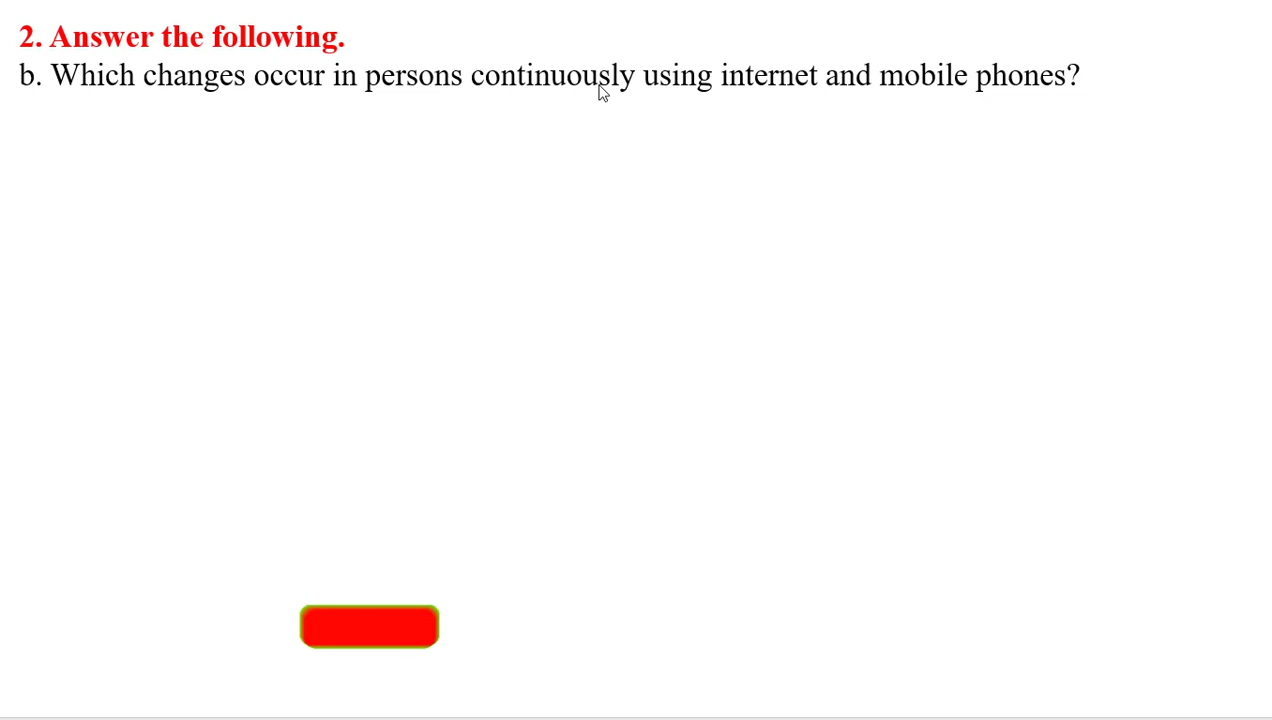 2. Answer the following.
b. Which changes occur in persons continuously using internet and mobile phones?